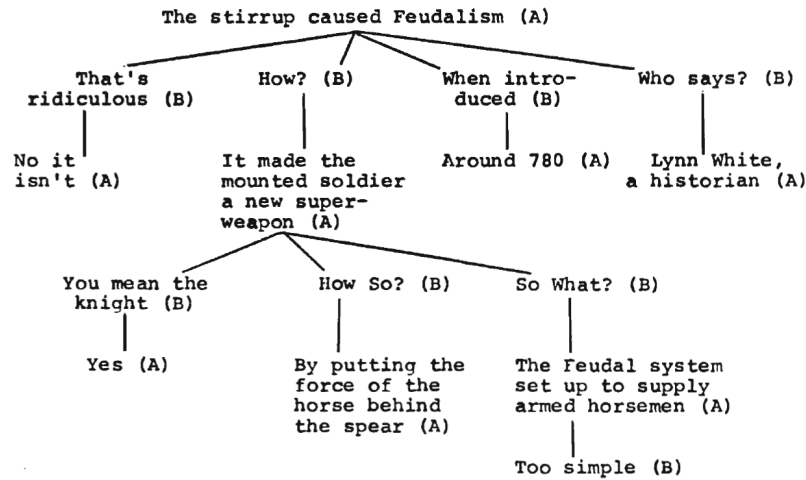 The stirrup caused Feudalism (A)
That's
ridiculous (B)
How? (B)
When intro-
duced (B)
Who says? (B)
No it
isn't (A)
It made the
mounted soldier
a new super-
weapon (A)
Around 780 (A)
Lynn White,
a historian (A)
You mean the
knight (B)
How So? (B)
So What? (B)
Yes (A)
By putting the
force of the
horse behind
the spear (A)
The Feudal system
set up to supply
armed horsemen (A)
Too simple (B)